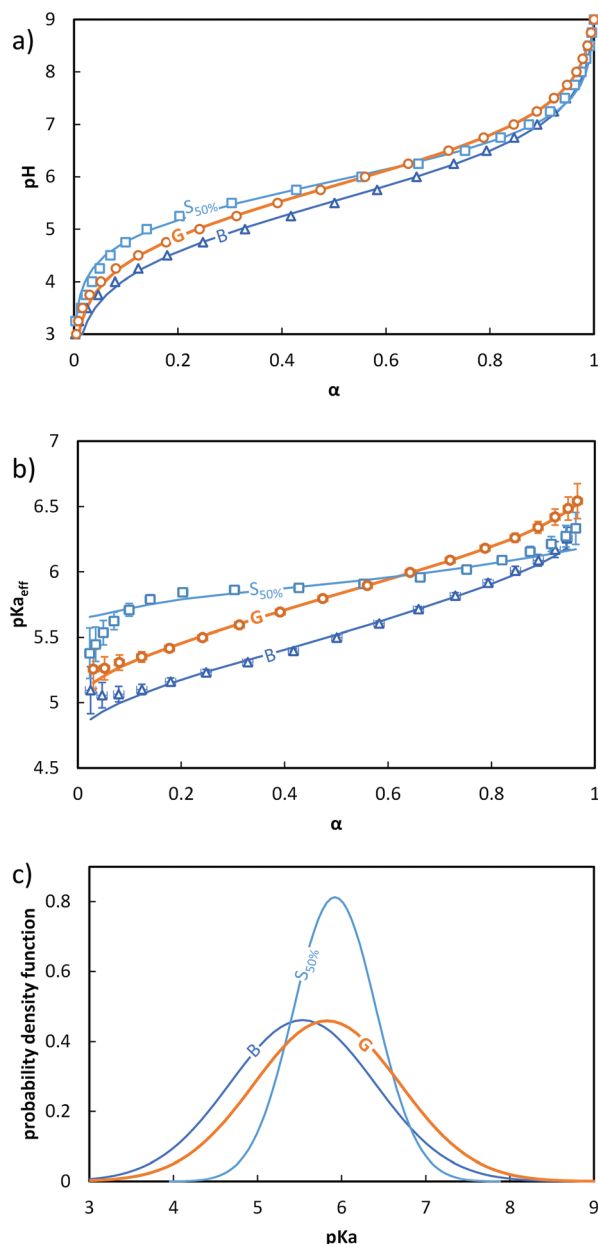 a)
9
8
7
6
5
4
3
pH
S50%
G
B
0 0.2 0.4 0.6 0.8 1
α
b)
7
6.5
6
5.5
5
4.5
pKaeff
S50%
G
B
0 0.2 0.4 0.6 0.8 1
α
c)
0.8
0.6
0.4
0.2
0
probability density function
S50%
B
G
3 4 5 6 7 8 9
pKa